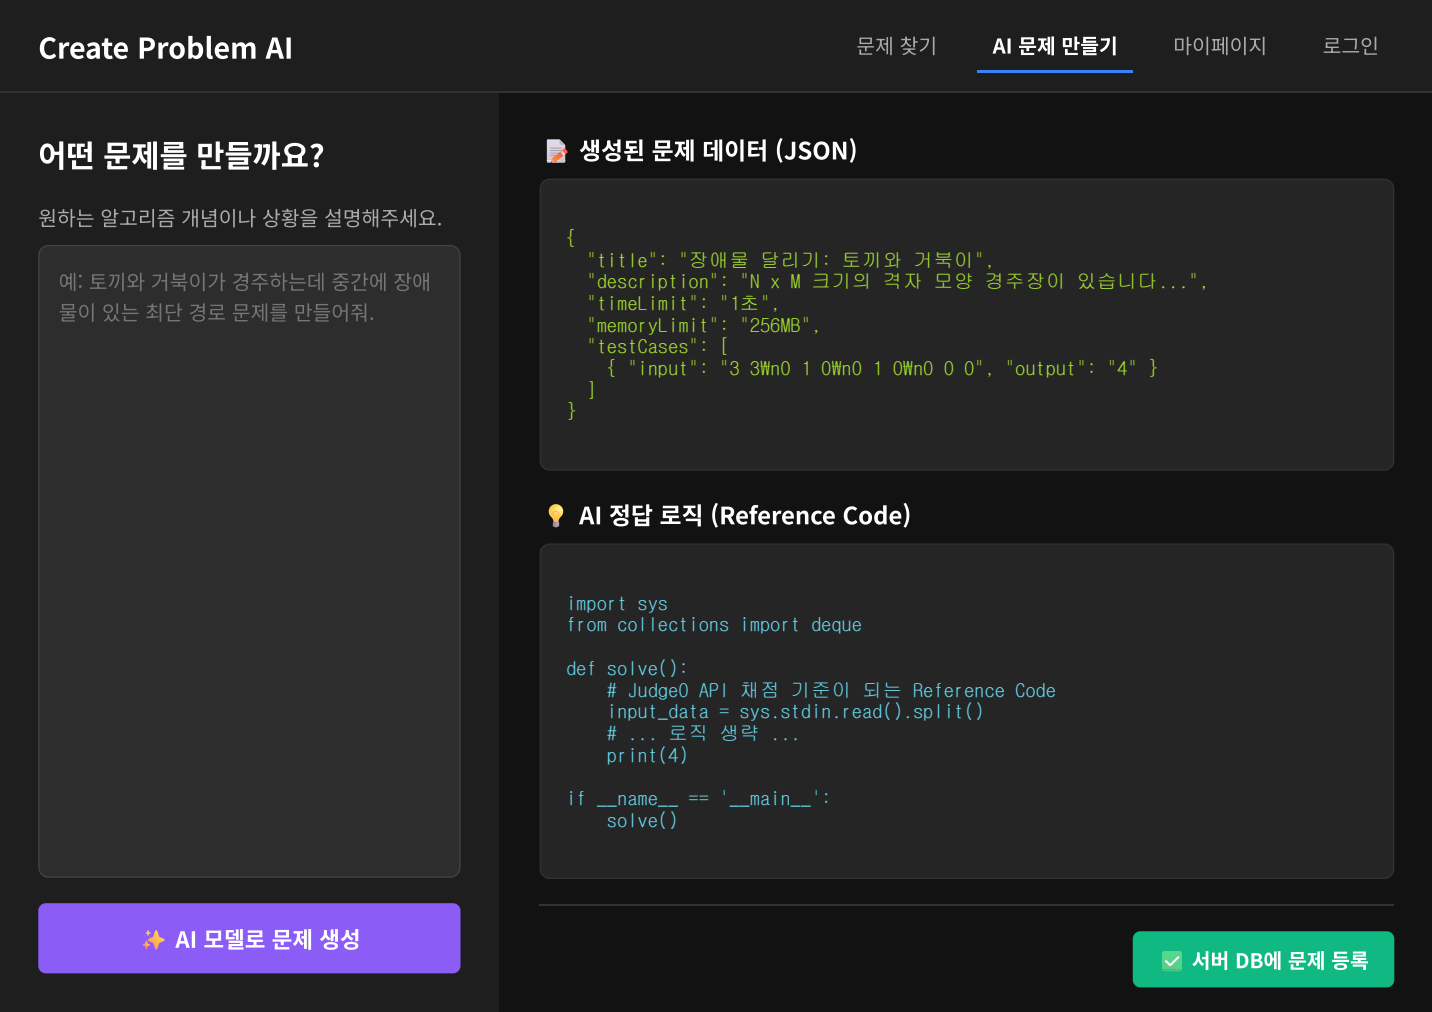 Create Problem AI
문제 찾기
AI 문제 만들기
마이페이지
로그인
어떤 문제를 만들까요?
원하는 알고리즘 개념이나 상황을 설명해주세요.
예: 토끼와 거북이가 경주하는데 중간에 장애
물이 있는 최단 경로 문제를 만들어줘.
✨ AI 모델로 문제 생성
📝 생성된 문제 데이터 (JSON)
{
  "title": "장애물 달리기: 토끼와 거북이",
  "description": "N x M 크기의 격자 모양 경주장이 있습니다...",
  "timeLimit": "1초",
  "memoryLimit": "256MB",
  "testCases": [
    { "input": "3 3₩n0 1 0₩n0 1 0₩n0 0 0", "output": "4" }
  ]
}
💡 AI 정답 로직 (Reference Code)
import sys
from collections import deque
def solve():
    # Judge0 API 채점 기준이 되는 Reference Code
    input_data = sys.stdin.read().split()
    # ... 로직 생략 ...
    print(4)
if __name__ == '__main__':
    solve()
✅ 서버 DB에 문제 등록